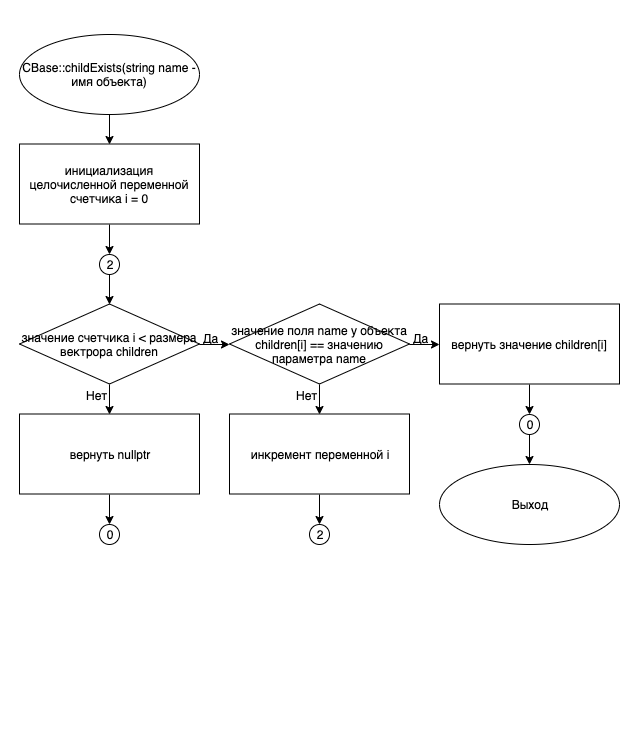 CBase::childExists(string name -
имя объекта)
инициализация
целочисленной переменной
счетчика i = 0
2
значение счетчика i < размера
вектрора children
Да
значение поля name у объекта
children[i] == значению
параметра name
Да
вернуть значение children[i]
Нет
Нет
вернуть nullptr
инкремент переменной i
0
Выход
0
2